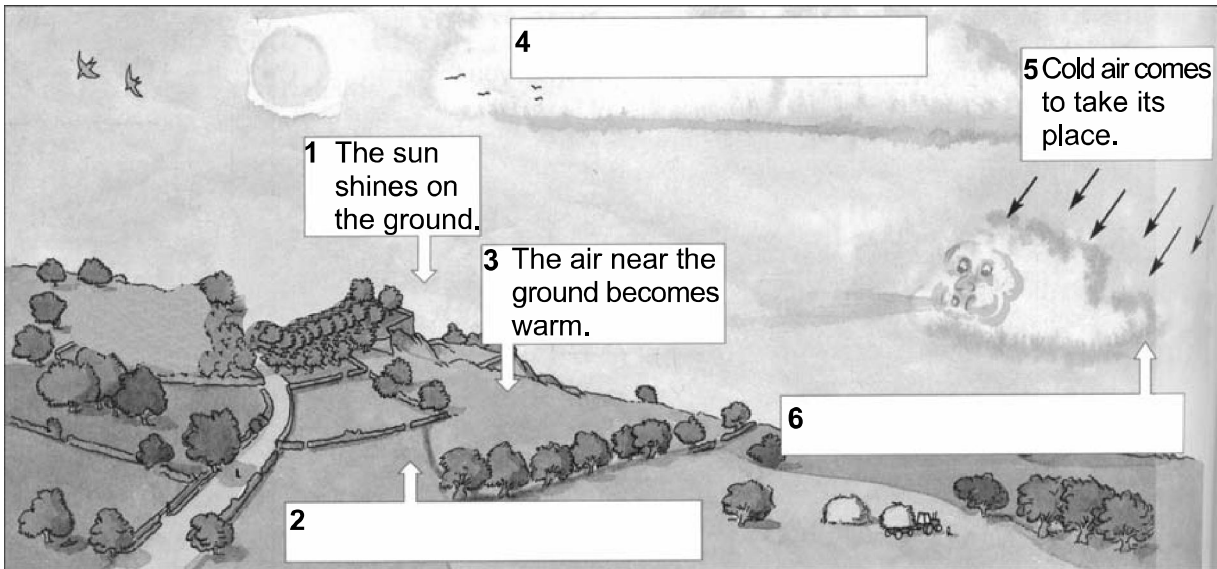 1 The sun
shines on
the ground.
2
3 The air near the
ground becomes
warm.
4
5 Cold air comes
to take its
place.
6